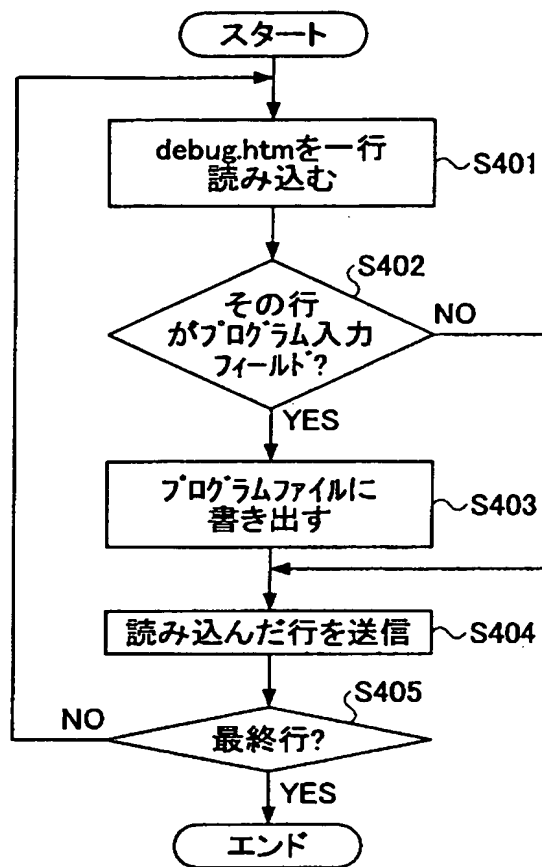 スタート
debug.htmを一行
読み込む
S401
S402
その行
がプログラム入力
フィールド?
NO
YES
プログラムファイルに
書き出す
S403
読み込んだ行を送信
S404
S405
NO
最終行?
YES
エンド